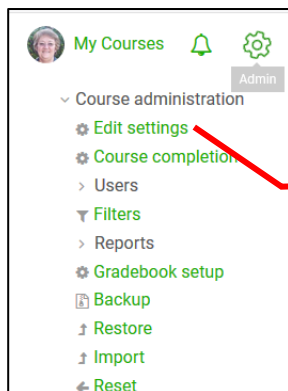 My Courses
Admin
Course administration
Edit settings
Course completion
Users
Filters
Reports
Gradebook setup
Backup
Restore
Import
Reset